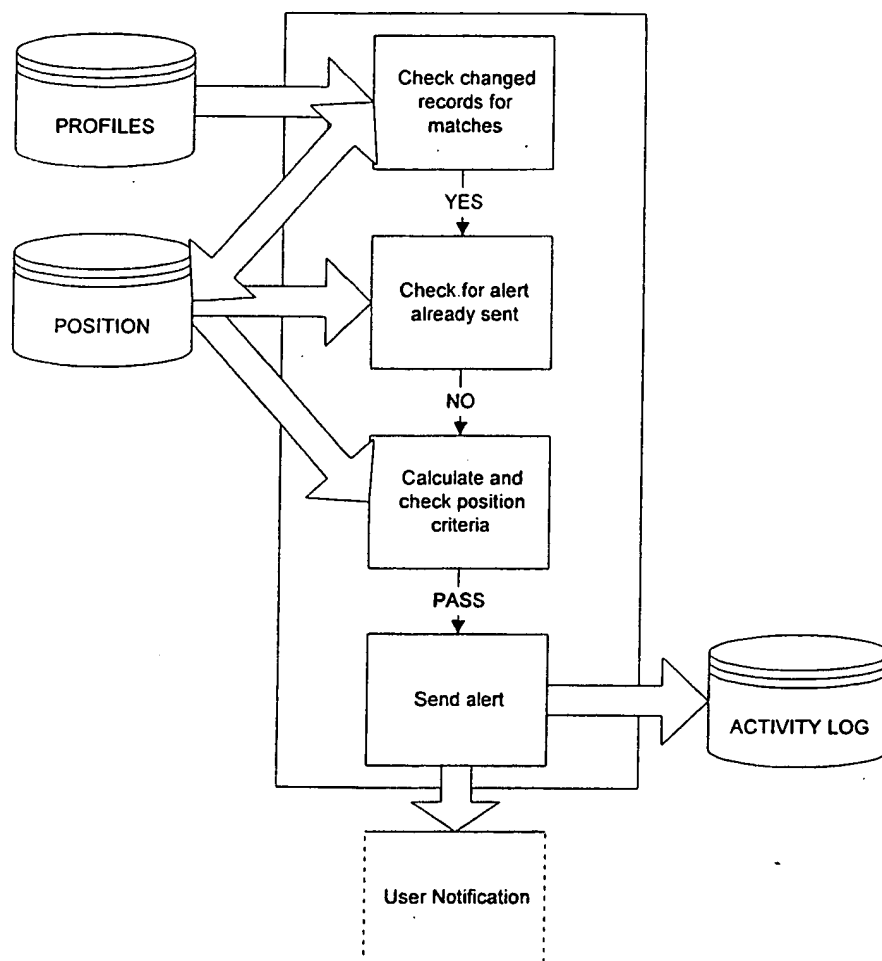 Check changed
records for
matches
PROFILES
YES
Check for alert
already sent
POSITION
NO
Calculate and
check position
criteria
PASS
Send alert
ACTIVITY LOG
User Notification